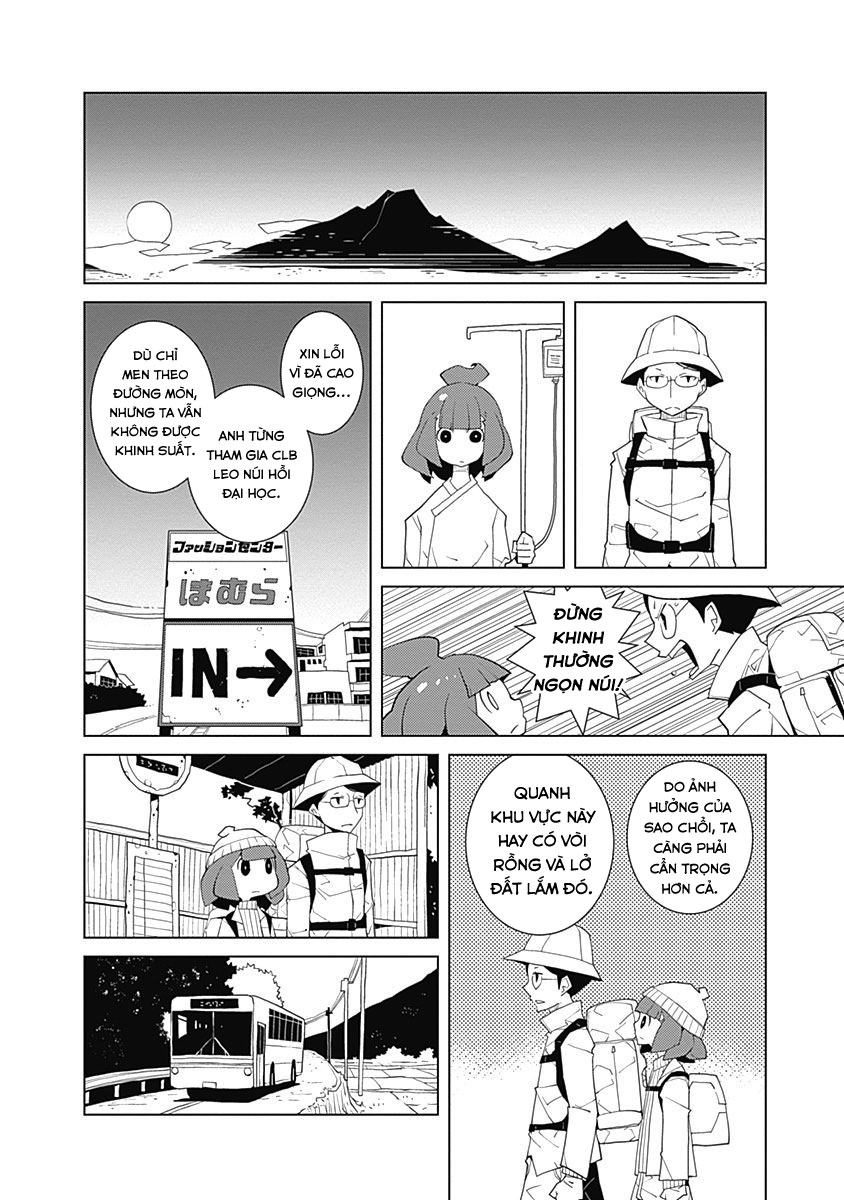 ĐỪNG
KHINH
THƯỜNG
NGỌN NÚI!
XIN LỖI
VÌ ĐÃ CAO
GIỌNG...
ANH TỪNG
THAM GIA CLB
LEO NÚI HỒI
ĐẠI HỌC.
DÙ CHỈ
MEN THEO
ĐƯỜNG MÒN,
NHƯNG TA VẪN
KHÔNG ĐƯỢC
KHINH SUẤT.
ファッションセンター
はむら
IN→
DO ẢNH
HƯỞNG CỦA
SAO CHỔI, TA
CÀNG PHẢI
CẨN TRỌNG
HƠN CẢ.
QUANH
KHU VỰC NÀY
HAY CÓ VÒI
RỒNG VÀ LỞ
ĐẤT LẮM ĐÓ.